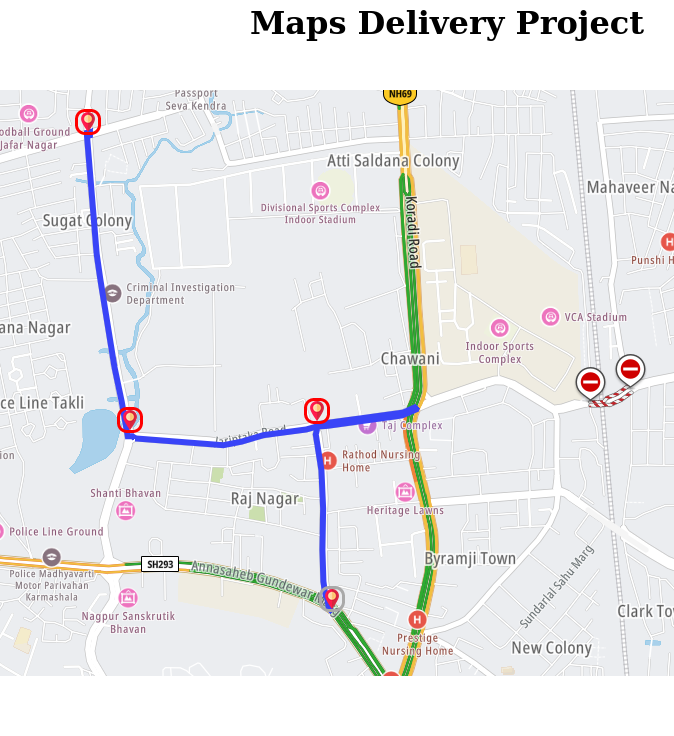 Maps Delivery Project
NH69
Passport
Seva Kendra
odball Ground
Jafar Nagar
Atti Saldana Colony
Mahaveer Na
Divisional Sports Complex
Indoor Stadium
Koradi Road
Sugat Colony
Punshi H
Criminal Investigation
Department
VCA Stadium
ana Nagar
Indoor Sports
Complex
Chawani
ce Line Takli
Jaripatka Road
Taj Complex
Rathod Nursing
Home
ion
Shanti Bhavan
Raj Nagar
Heritage Lawns
Police Line Ground
SH293
Annasaheb Gundewar
Byramji Town
Sundarlal Sahu Marg
Police Madhyavarti
Motor Parivahan
Karmashala
Nagpur Sanskrutik
Bhavan
Clark To
Prestige
Nursing Home
New Colony